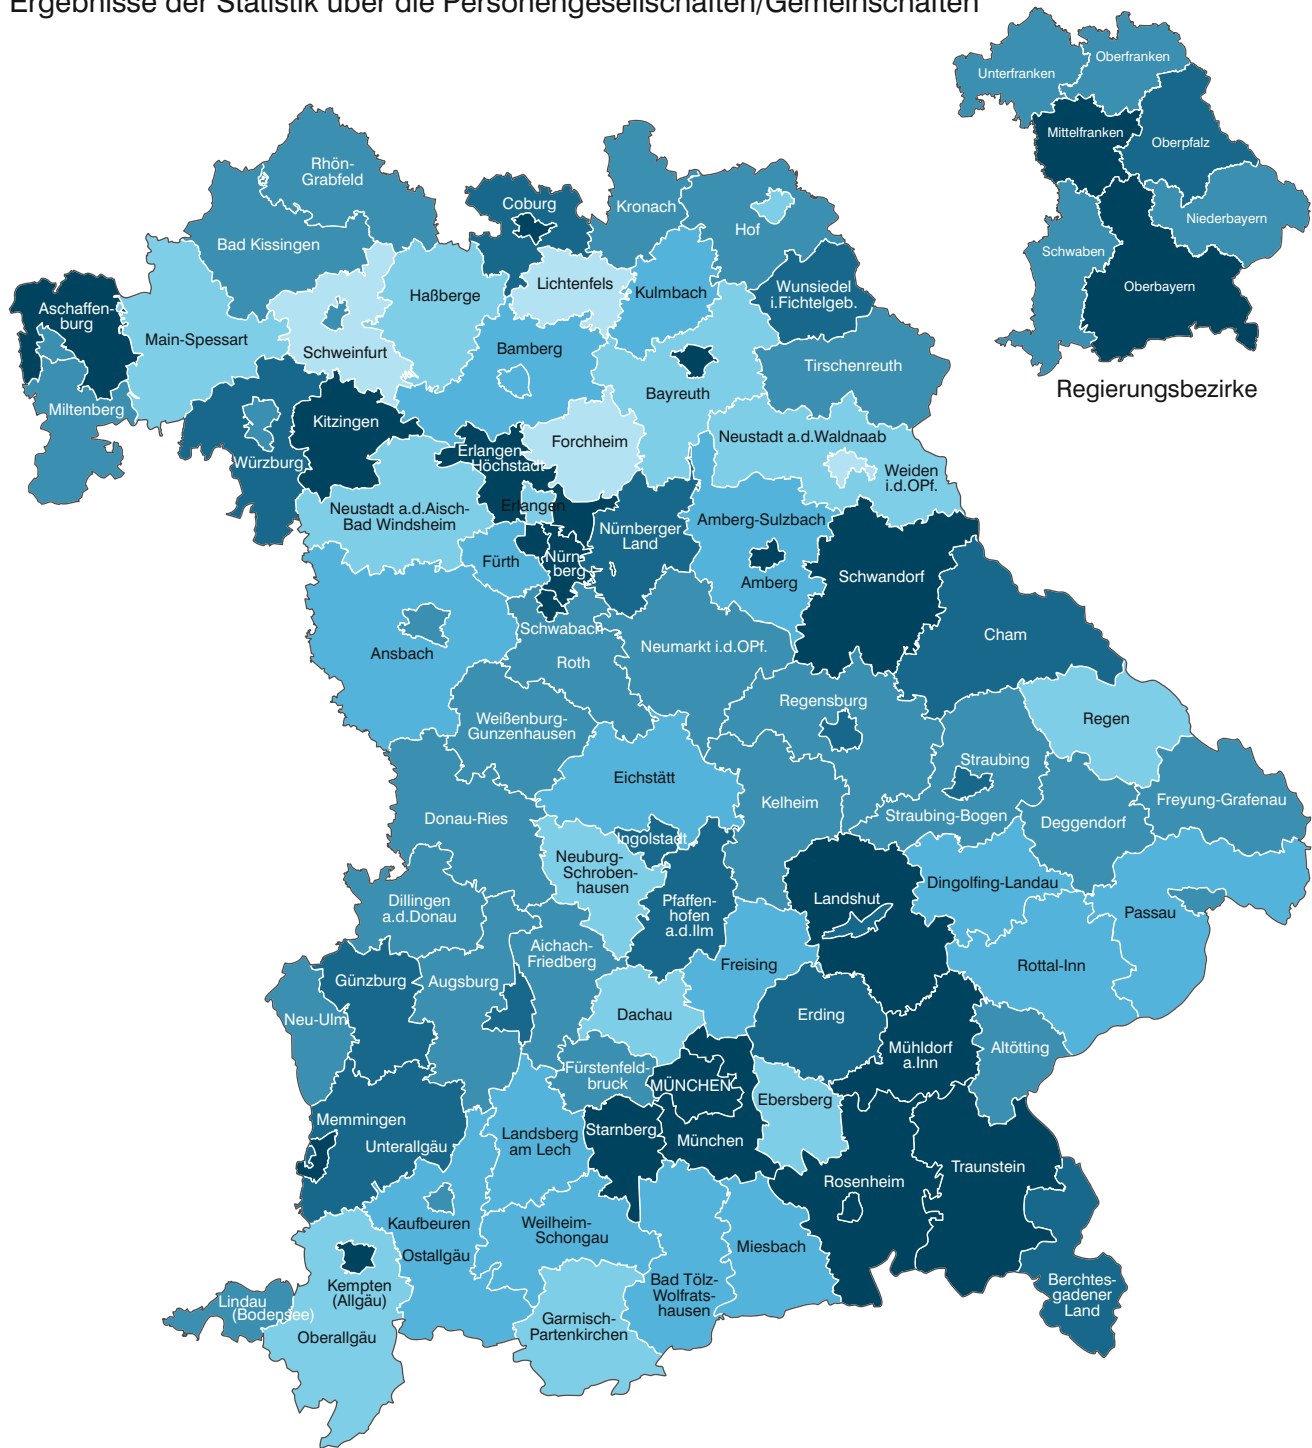 Ergebnisse der Statistik über die Personengesellschaften/Gemeinschaften
Unterfranken
Oberfranken
Mittelfranken
Oberpfalz
Niederbayern
Schwaben
Oberbayern
Regierungsbezirke
Rhön-
Grabfeld
Bad Kissingen
Coburg
Kronach
Hof
Lichtenfels
Kulmbach
Wunsiedel
i.Fichtelgeb.
Haßberge
Aschaffen-
burg
Main-Spessart
Schweinfurt
Bamberg
Bayreuth
Tirschenreuth
Miltenberg
Kitzingen
Würzburg
Forchheim
Erlangen-
Höchstadt
Neustadt a.d.Waldnaab
Weiden
i.d.OPf.
Neustadt a.d.Aisch-
Bad Windsheim
Erlangen
Nürnberger
Land
Amberg-Sulzbach
Fürth
Nürn-
berg
Amberg
Schwandorf
Ansbach
Schwabach
Roth
Neumarkt i.d.OPf.
Cham
Weißenburg-
Gunzenhausen
Regensburg
Regen
Straubing
Eichstätt
Kelheim
Straubing-Bogen
Deggendorf
Freyung-Grafenau
Donau-Ries
Ingolstadt
Neuburg-
Schroben-
hausen
Dillingen
a.d.Donau
Pfaffen-
hofen
a.d.Ilm
Landshut
Dingolfing-Landau
Passau
Aichach-
Friedberg
Freising
Rottal-Inn
Günzburg
Augsburg
Neu-Ulm
Dachau
Erding
Mühldorf
a.Inn
Altötting
Fürstenfeld-
bruck
MÜNCHEN
Ebersberg
Memmingen
Unterallgäu
Landsberg
am Lech
Starnberg
München
Rosenheim
Traunstein
Kaufbeuren
Ostallgäu
Weilheim-
Schongau
Miesbach
Kempten
(Allgäu)
Bad Tölz-
Wolfrats-
hausen
Berchtes-
gadener
Land
Lindau
(Bodensee)
Oberallgäu
Garmisch-
Partenkirchen